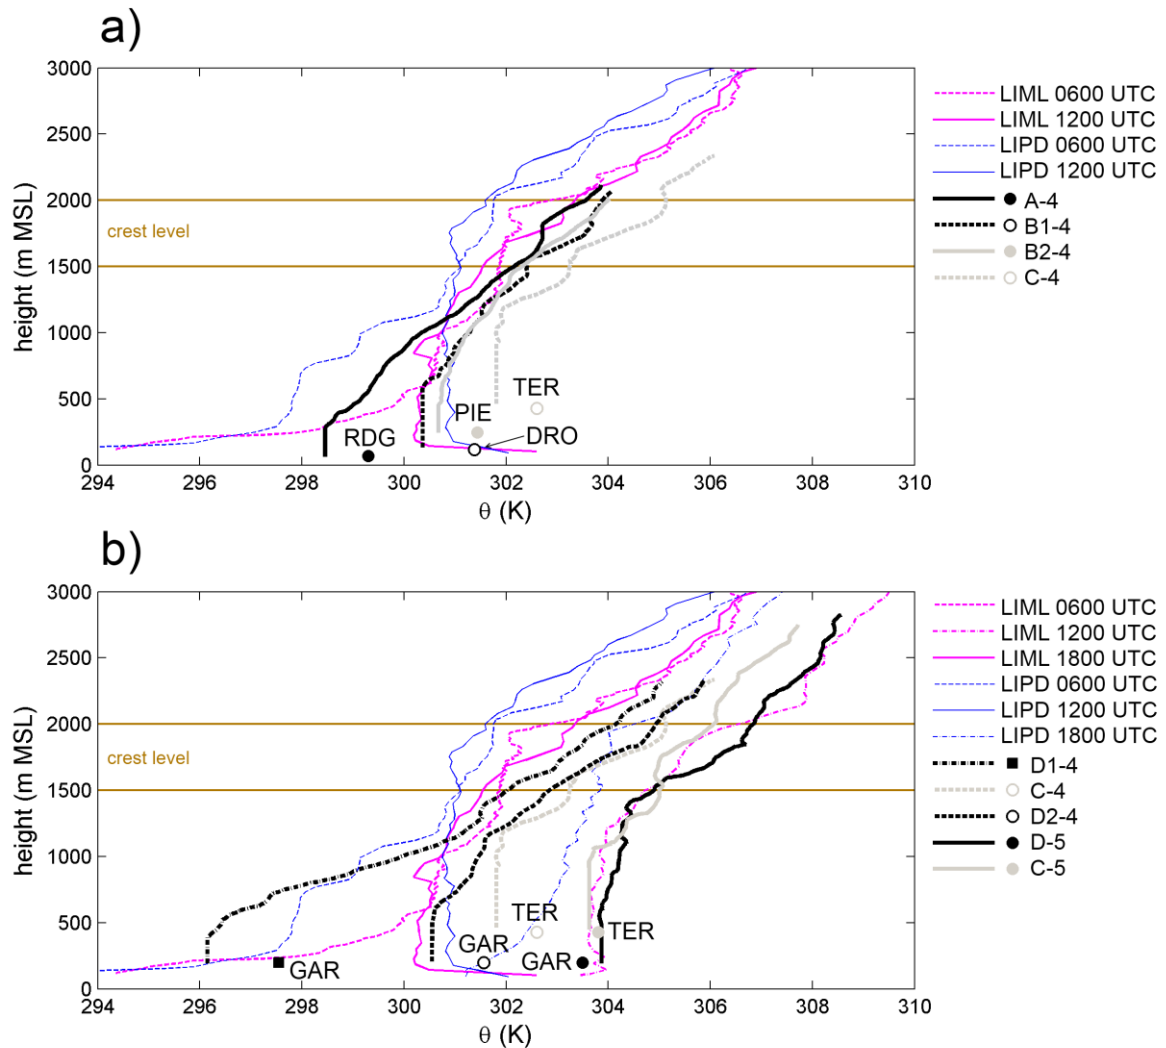 a)
3000
2500
2000
1500
1000
500
0
height (m MSL)
crest level
TER
PIE
DRO
RDG
294 296 298 300 302 304 306 308 310
θ (K)
LIML 0600 UTC
LIML 1200 UTC
LIPD 0600 UTC
LIPD 1200 UTC
A-4
B1-4
B2-4
C-4
b)
3000
2500
2000
1500
1000
500
0
height (m MSL)
crest level
TER
TER
GAR
GAR
GAR
294 296 298 300 302 304 306 308 310
θ (K)
LIML 0600 UTC
LIML 1200 UTC
LIML 1800 UTC
LIPD 0600 UTC
LIPD 1200 UTC
LIPD 1800 UTC
D1-4
C-4
D2-4
D-5
C-5